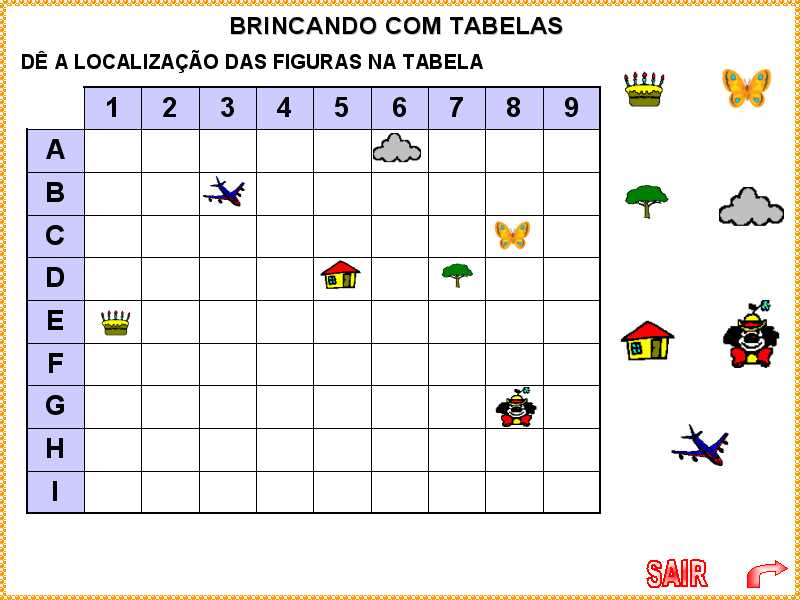 BRINCANDO COM TABELAS
DÊ A LOCALIZAÇÃO DAS FIGURAS NA TABELA
1 2 3 4 5 6 7 8 9
A
B
C
D
E
F
G
H
I
SAIR